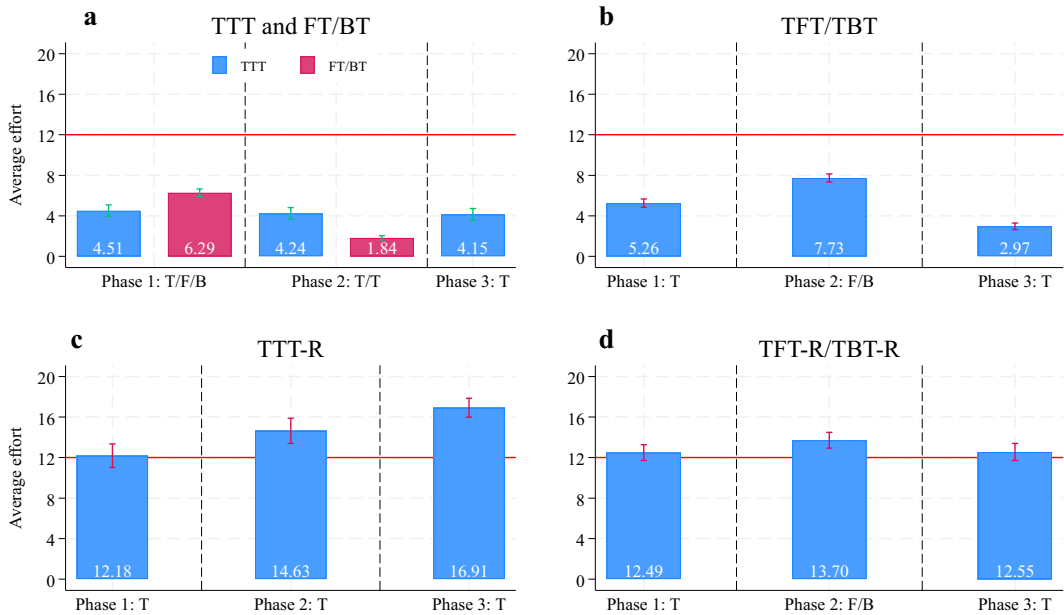 a
TTT and FT/BT
TTT
FT/BT
Average effort
20
16
12
8
4
0
4.51
6.29
4.24
1.84
4.15
Phase 1: T/F/B
Phase 2: T/T
Phase 3: T
b
TFT/TBT
Average effort
20
16
12
8
4
0
5.26
7.73
2.97
Phase 1: T
Phase 2: F/B
Phase 3: T
c
TTT-R
Average effort
20
16
12
8
4
0
12.18
14.63
16.91
Phase 1: T
Phase 2: T
Phase 3: T
d
TFT-R/TBT-R
Average effort
20
16
12
8
4
0
12.49
13.70
12.55
Phase 1: T
Phase 2: F/B
Phase 3: T